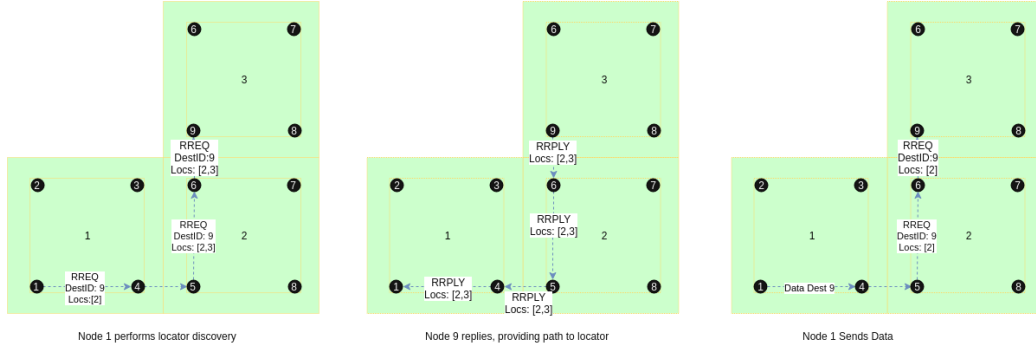 6
7
3
9
8
RREQ
DestID:9
Locs: [2,3]
2
3
6
7
1
RREQ
DestID: 9
Locs: [2,3]
2
RREQ
DestID: 9
Locs:[2]
1
4
5
8
Node 1 performs locator discovery
6
7
3
9
8
RRPLY
Locs: [2,3]
2
3
6
7
1
RRPLY
Locs: [2,3]
2
RRPLY
Locs: [2,3]
1
4
5
8
RRPLY
Locs: [2,3]
Node 9 replies, providing path to locator
6
7
3
9
8
RREQ
DestID:9
Locs: [2]
2
3
6
7
1
RREQ
DestID: 9
Locs: [2]
2
1
Data Dest 9
4
5
8
Node 1 Sends Data